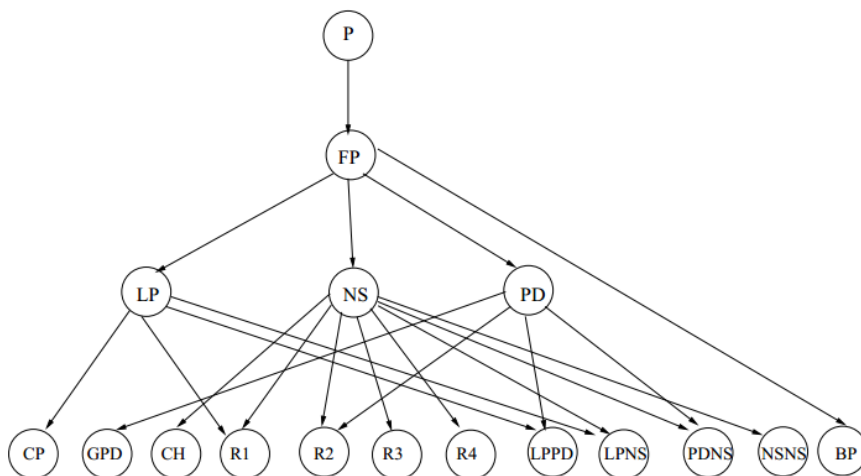 P
FP
LP NS PD
CP GPD CH R1 R2 R3 R4 LPPD LPNS PDNS NSNS BP